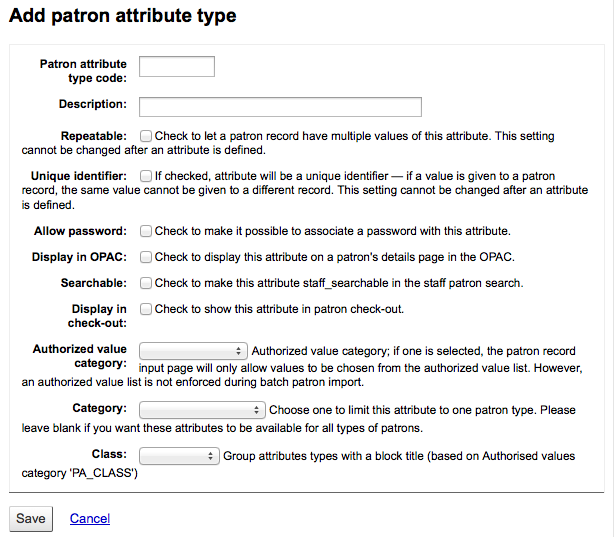 Add patron attribute type
Patron attribute
type code:
Description:
Repeatable: Check to let a patron record have multiple values of this attribute. This setting
cannot be changed after an attribute is defined.
Unique identifier: If checked, attribute will be a unique identifier — if a value is given to a patron
record, the same value cannot be given to a different record. This setting cannot be changed after an attribute
is defined.
Allow password: Check to make it possible to associate a password with this attribute.
Display in OPAC: Check to display this attribute on a patron's details page in the OPAC.
Searchable: Check to make this attribute staff_searchable in the staff patron search.
Display in Check to show this attribute in patron check-out.
check-out:
Authorized value Authorized value category; if one is selected, the patron record
category: input page will only allow values to be chosen from the authorized value list. However,
an authorized value list is not enforced during batch patron import.
Category: Choose one to limit this attribute to one patron type. Please
leave blank if you want these attributes to be available for all types of patrons.
Class: Group attributes types with a block title (based on Authorised values
category 'PA_CLASS')
Save Cancel